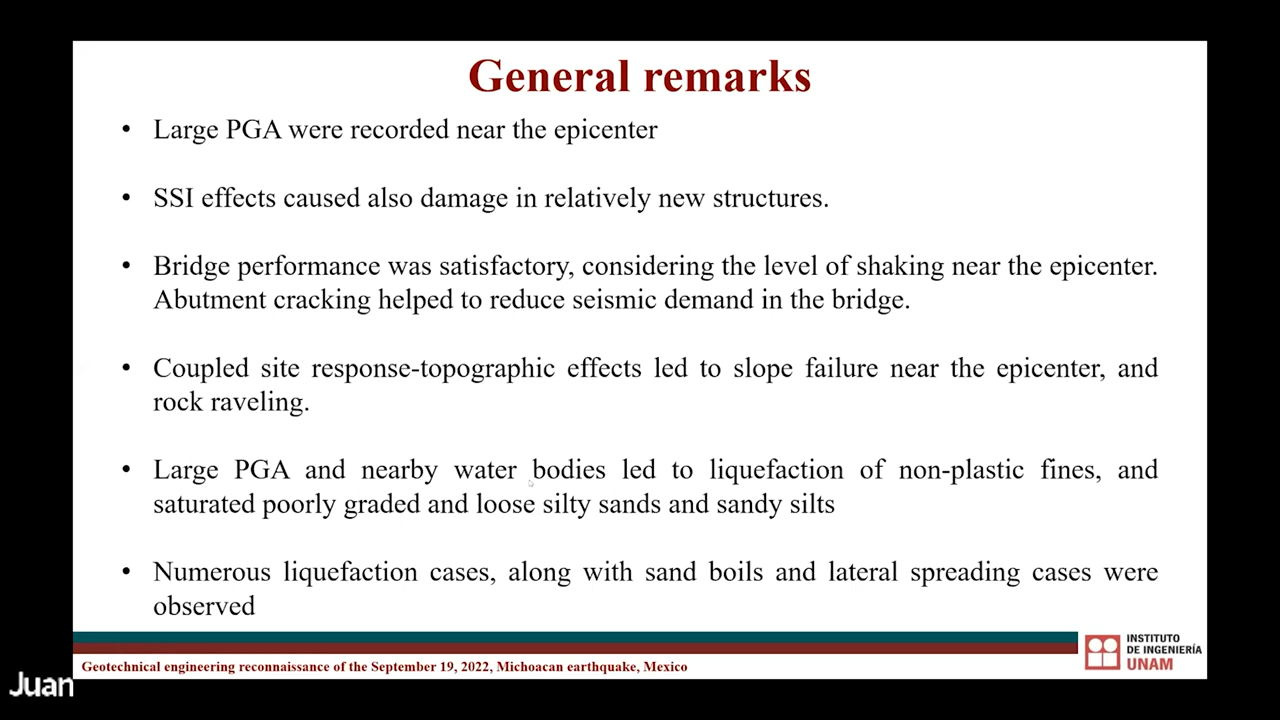 General remarks
• Large PGA were recorded near the epicenter
• SSI effects caused also damage in relatively new structures.
• Bridge performance was satisfactory, considering the level of shaking near the epicenter.
Abutment cracking helped to reduce seismic demand in the bridge.
• Coupled site response-topographic effects led to slope failure near the epicenter, and
rock raveling.
• Large PGA and nearby water bodies led to liquefaction of non-plastic fines, and
saturated poorly graded and loose silty sands and sandy silts
• Numerous liquefaction cases, along with sand boils and lateral spreading cases were
observed
Geotechnical engineering reconnaissance of the September 19, 2022, Michoacan earthquake, Mexico
INSTITUTO
DE INGENIERÍA
UNAM
Juan